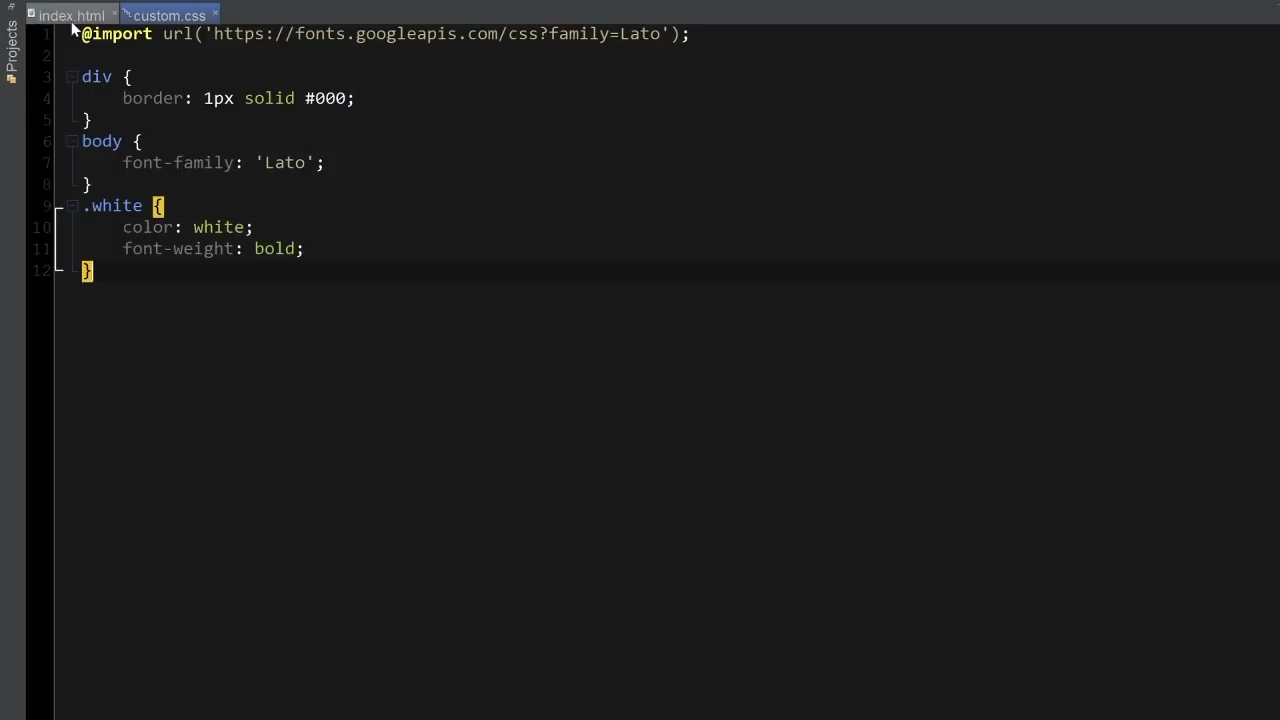 index.html
custom.css
Projects
1 @import url('https://fonts.googleapis.com/css?family=Lato');
2
3 div {
4     border: 1px solid #000;
5 }
6 body {
7     font-family: 'Lato';
8 }
9 .white {
10     color: white;
11     font-weight: bold;
12 }